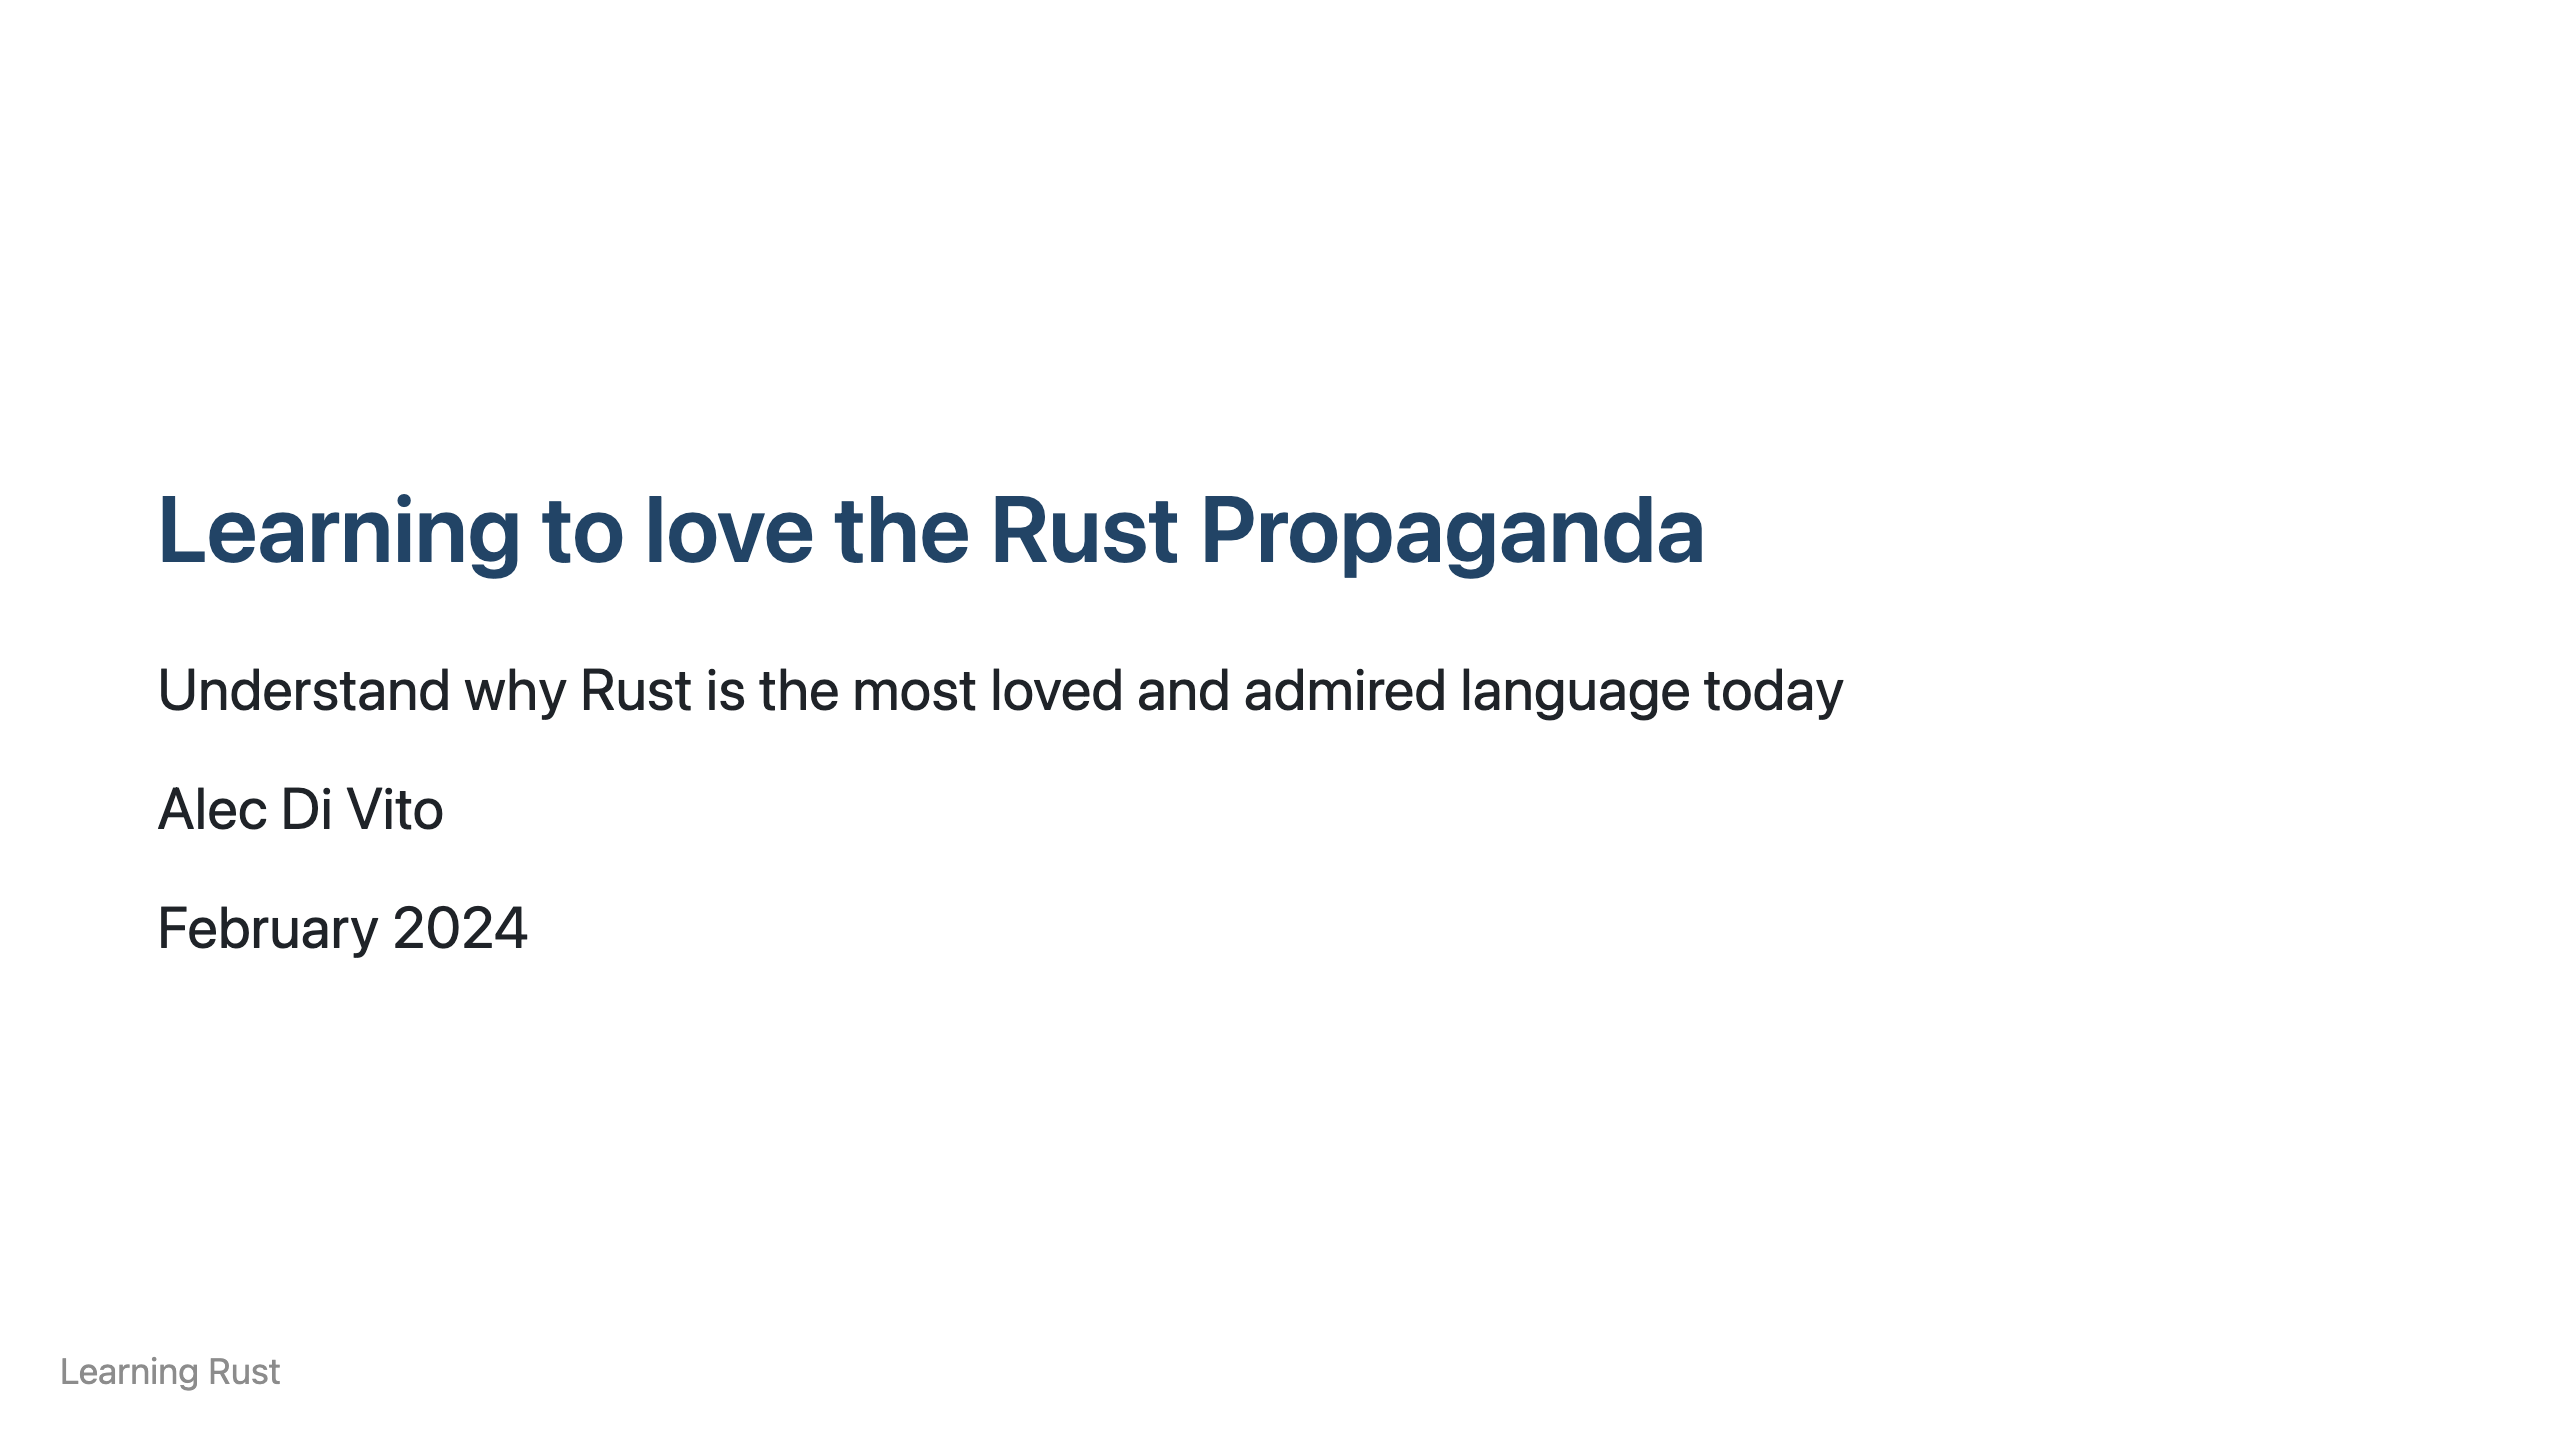 Learning to love the Rust Propaganda
Understand why Rust is the most loved and admired language today
Alec Di Vito
February 2024
Learning Rust